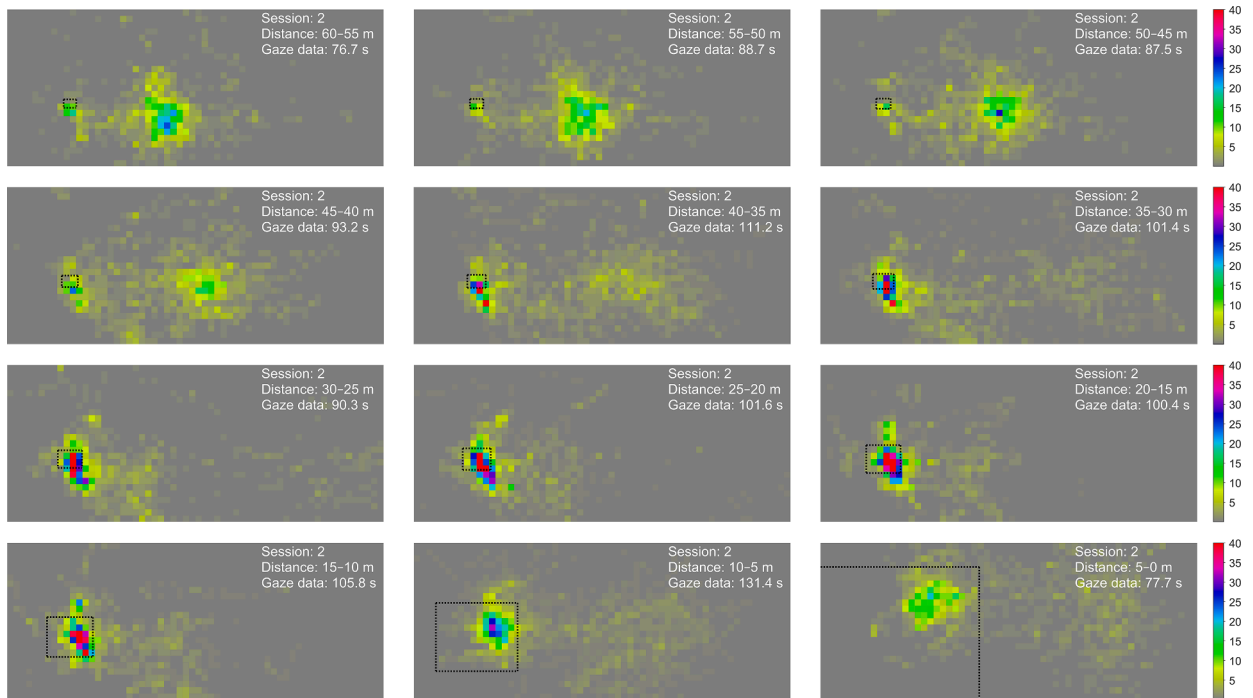 Session: 2
Distance: 60–55 m
Gaze data: 76.7 s
Session: 2
Distance: 55–50 m
Gaze data: 88.7 s
Session: 2
Distance: 50–45 m
Gaze data: 87.5 s
40
35
30
25
20
15
10
5
Session: 2
Distance: 45–40 m
Gaze data: 93.2 s
Session: 2
Distance: 40–35 m
Gaze data: 111.2 s
Session: 2
Distance: 35–30 m
Gaze data: 101.4 s
40
35
30
25
20
15
10
5
Session: 2
Distance: 30–25 m
Gaze data: 90.3 s
Session: 2
Distance: 25–20 m
Gaze data: 101.6 s
Session: 2
Distance: 20–15 m
Gaze data: 100.4 s
40
35
30
25
20
15
10
5
Session: 2
Distance: 15–10 m
Gaze data: 105.8 s
Session: 2
Distance: 10–5 m
Gaze data: 131.4 s
Session: 2
Distance: 5–0 m
Gaze data: 77.7 s
40
35
30
25
20
15
10
5